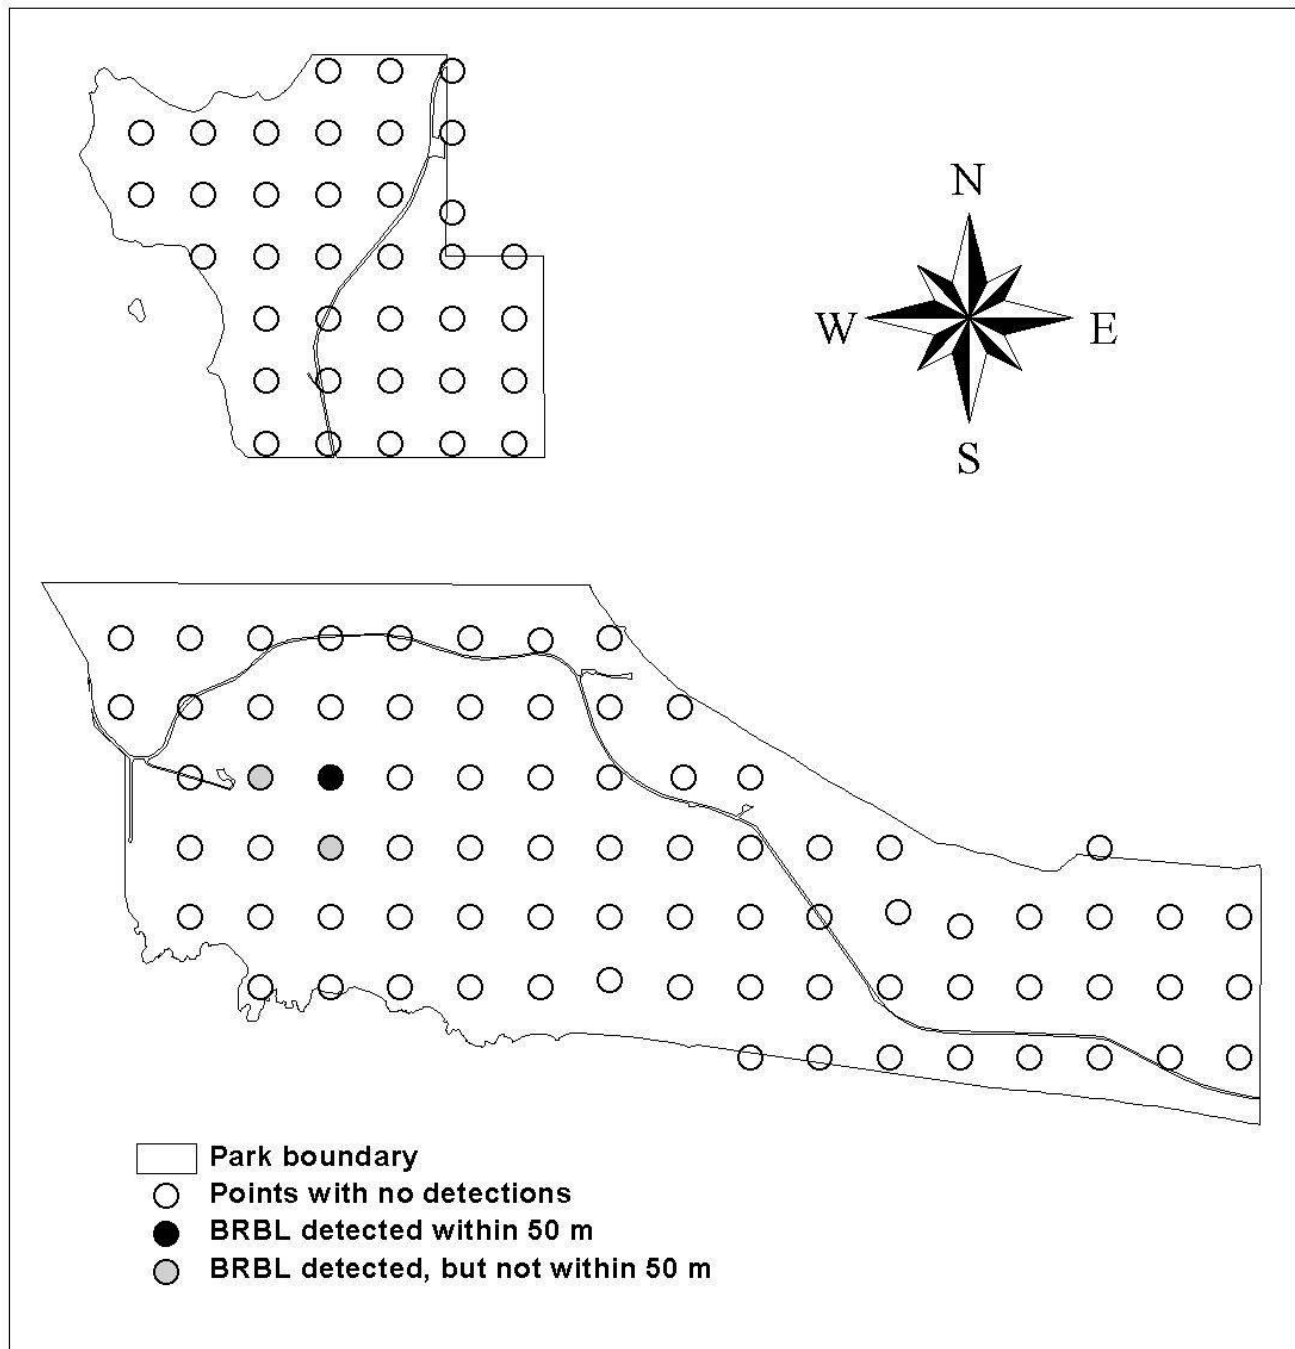 N
W
E
S
Park boundary
Points with no detections
BRBL detected within 50 m
BRBL detected, but not within 50 m